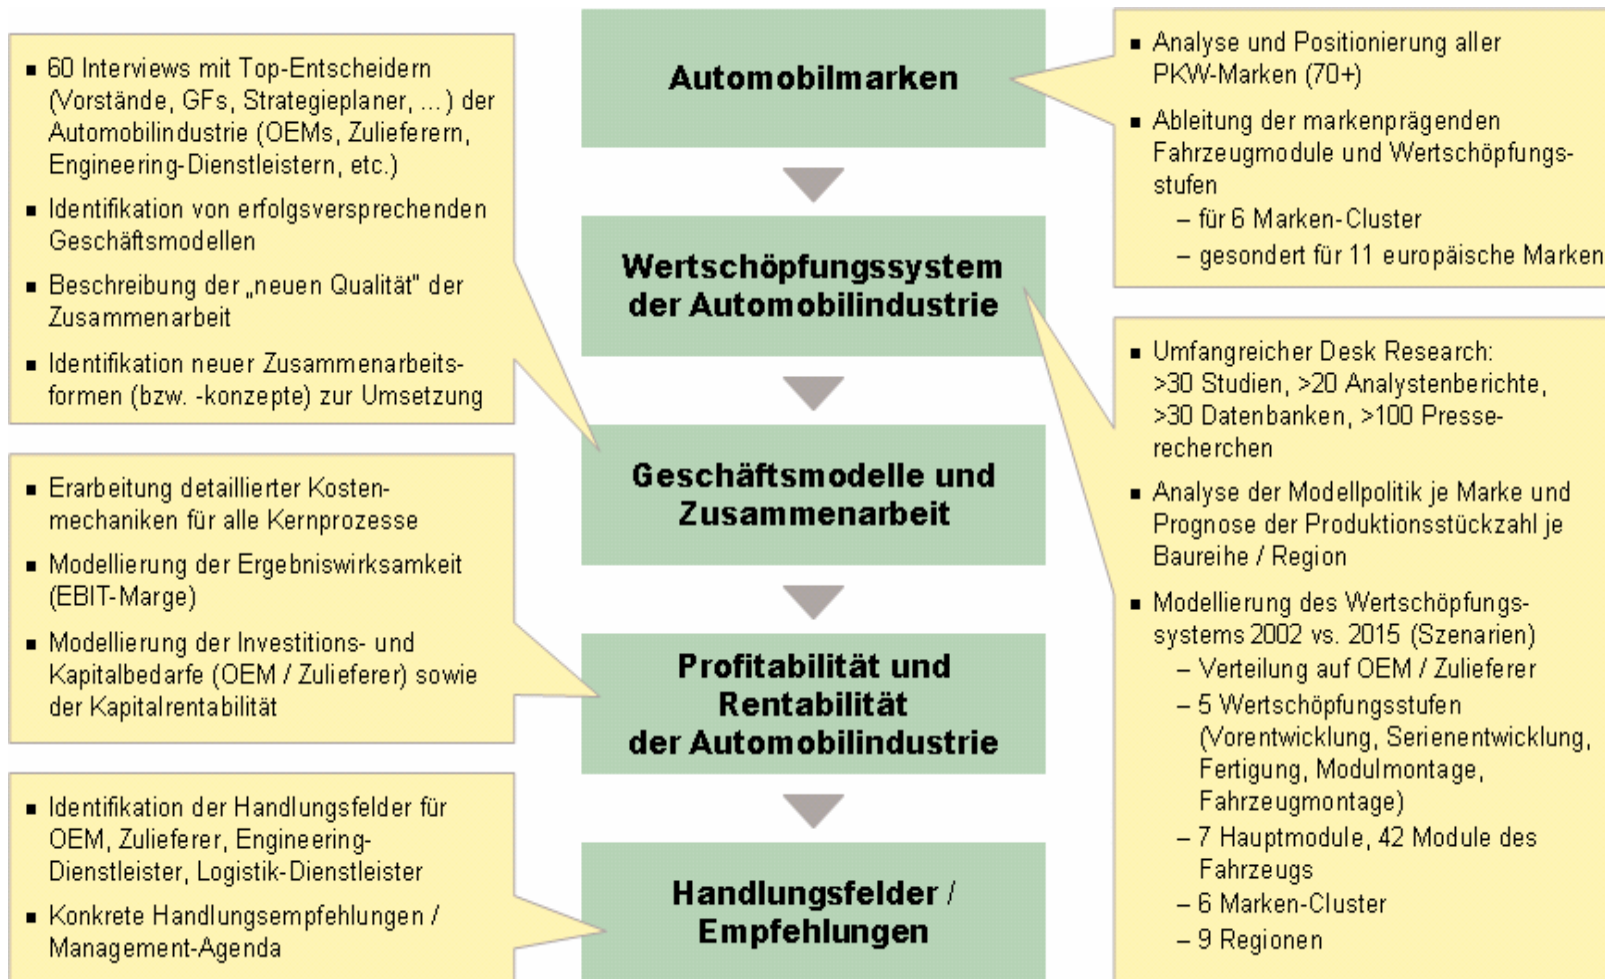 Automobilmarken
▪ Analyse und Positionierung aller
PKW-Marken (70+)
▪ Ableitung der markenprägenden
Fahrzeugmodule und Wertschöpfungs-
stufen
– für 6 Marken-Cluster
– gesondert für 11 europäische Marken
Wertschöpfungssystem
der Automobilindustrie
▪ Umfangreicher Desk Research:
>30 Studien, >20 Analystenberichte,
>30 Datenbanken, >100 Presse-
recherchen
▪ Analyse der Modellpolitik je Marke und
Prognose der Produktionsstückzahl je
Baureihe / Region
▪ Modellierung des Wertschöpfungs-
systems 2002 vs. 2015 (Szenarien)
– Verteilung auf OEM / Zulieferer
– 5 Wertschöpfungsstufen
(Vorentwicklung, Serienentwicklung,
Fertigung, Modulmontage,
Fahrzeugmontage)
– 7 Hauptmodule, 42 Module des
Fahrzeugs
– 6 Marken-Cluster
– 9 Regionen
▪ 60 Interviews mit Top-Entscheidern
(Vorstände, GFs, Strategieplaner, ...) der
Automobilindustrie (OEMs, Zulieferern,
Engineering-Dienstleistern, etc.)
▪ Identifikation von erfolgsversprechenden
Geschäftsmodellen
▪ Beschreibung der „neuen Qualität" der
Zusammenarbeit
▪ Identifikation neuer Zusammenarbeits-
formen (bzw. -konzepte) zur Umsetzung
Geschäftsmodelle und
Zusammenarbeit
▪ Erarbeitung detaillierter Kosten-
mechaniken für alle Kernprozesse
▪ Modellierung der Ergebniswirksamkeit
(EBIT-Marge)
▪ Modellierung der Investitions- und
Kapitalbedarfe (OEM / Zulieferer) sowie
der Kapitalrentabilität
Profitabilität und
Rentabilität
der Automobilindustrie
▪ Identifikation der Handlungsfelder für
OEM, Zulieferer, Engineering-
Dienstleister, Logistik-Dienstleister
▪ Konkrete Handlungsempfehlungen /
Management-Agenda
Handlungsfelder /
Empfehlungen